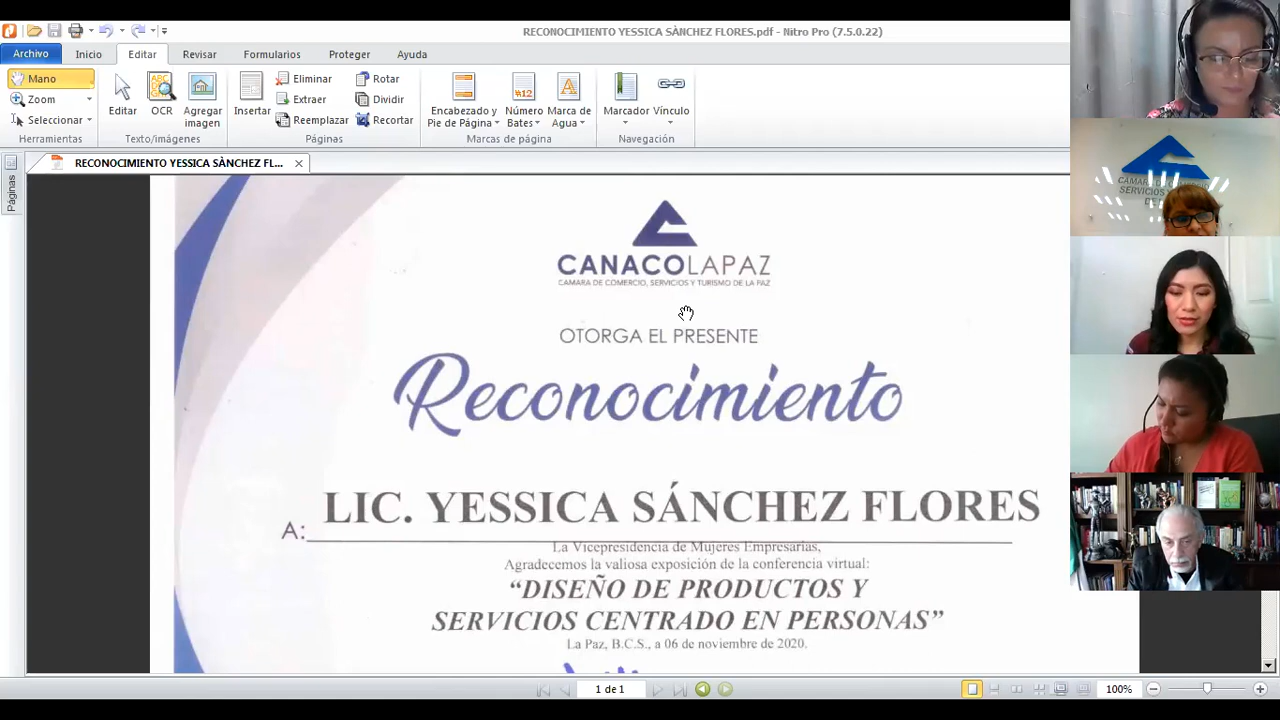 RECONOCIMIENTO YESSICA SÀNCHEZ FLORES.pdf - Nitro Pro (7.5.0.22)
Archivo Inicio Editar Revisar Formularios Proteger Ayuda
Mano
Zoom
Seleccionar
Herramientas
Editar
OCR
Agregar imagen
Texto/imágenes
Insertar
Eliminar
Extraer
Reemplazar
Rotar
Dividir
Recortar
Páginas
Encabezado y Pie de Página
Número Bates
Marca de Agua
Marcas de página
Marcador
Vínculo
Navegación
RECONOCIMIENTO YESSICA SÀNCHEZ FL...
Páginas
CANACOLAPAZ
CAMARA DE COMERCIO, SERVICIOS Y TURISMO DE LA PAZ
OTORGA EL PRESENTE
Reconocimiento
A: LIC. YESSICA SÁNCHEZ FLORES
La Vicepresidencia de Mujeres Empresarias,
Agradecemos la valiosa exposición de la conferencia virtual:
“DISEÑO DE PRODUCTOS Y
SERVICIOS CENTRADO EN PERSONAS”
La Paz, B.C.S., a 06 de noviembre de 2020.
1 de 1
100%